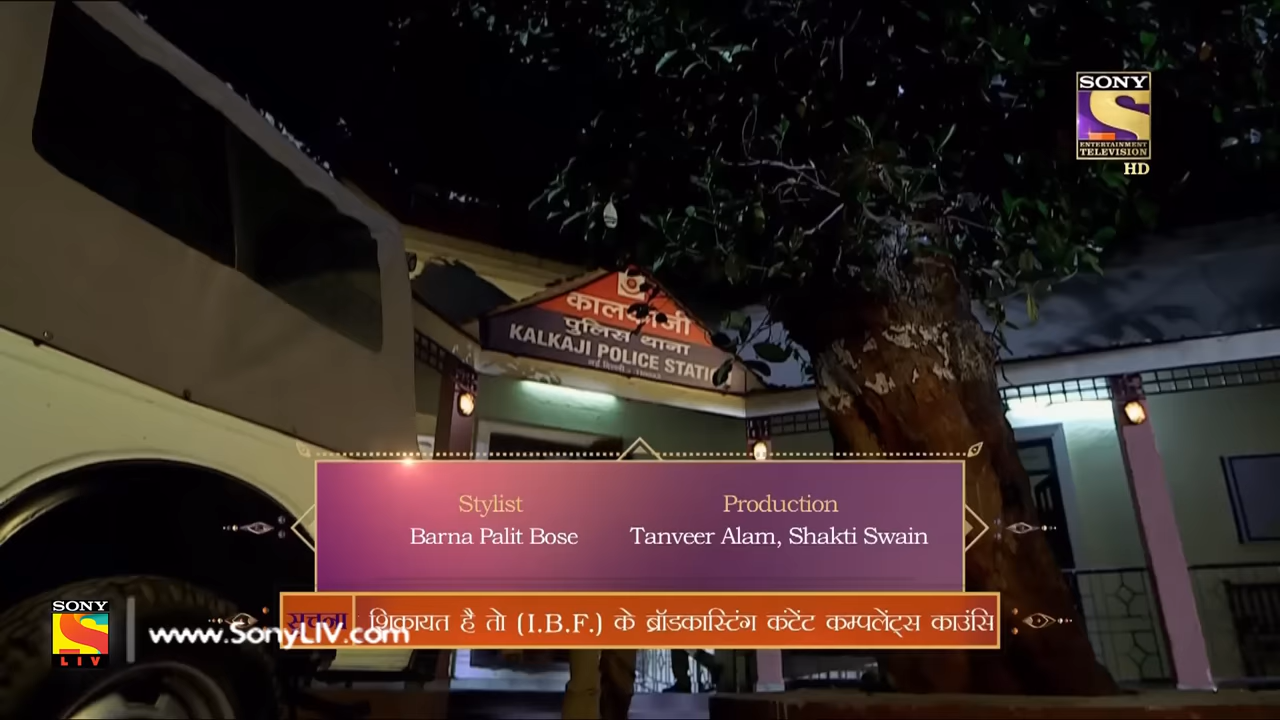 SONY
ENTERTAINMENT
TELEVISION
HD
कालकाजी
पुलिस थाना
KALKAJI POLICE STATI
Stylist
Barna Palit Bose
Production
Tanveer Alam, Shakti Swain
सूचना
शिकायत है तो (I.B.F.) के ब्रॉडकास्टिंग कंटेंट कम्पलेंट्स काउंसि
SONY
LIV
www.SonyLIV.com